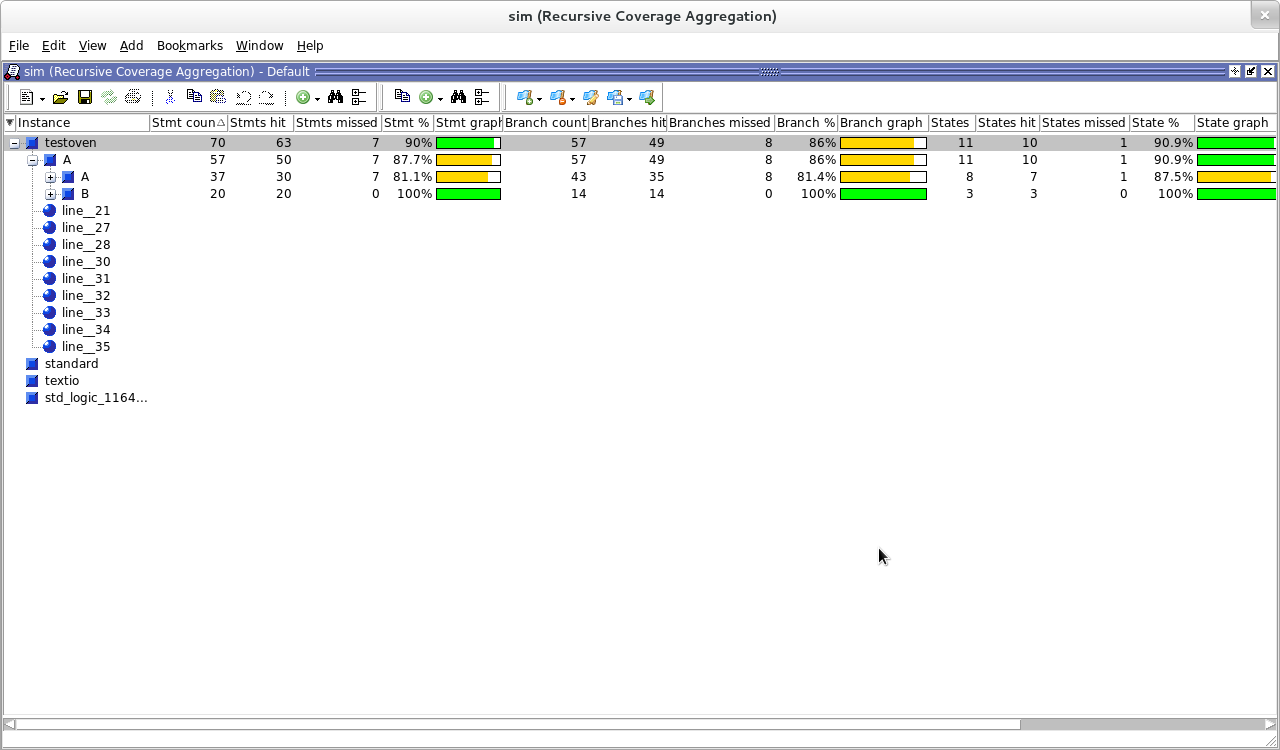 sim (Recursive Coverage Aggregation)
File Edit View Add Bookmarks Window Help
sim (Recursive Coverage Aggregation) - Default
Instance Stmt coun Stmts hit Stmts missed Stmt % Stmt graph Branch count Branches hit Branches missed Branch % Branch graph States States hit States missed State % State graph
testoven 70 63 7 90% 57 49 8 86% 11 10 1 90.9%
A 57 50 7 87.7% 57 49 8 86% 11 10 1 90.9%
A 37 30 7 81.1% 43 35 8 81.4% 8 7 1 87.5%
B 20 20 0 100% 14 14 0 100% 3 3 0 100%
line__21
line__27
line__28
line__30
line__31
line__32
line__33
line__34
line__35
standard
textio
std_logic_1164...